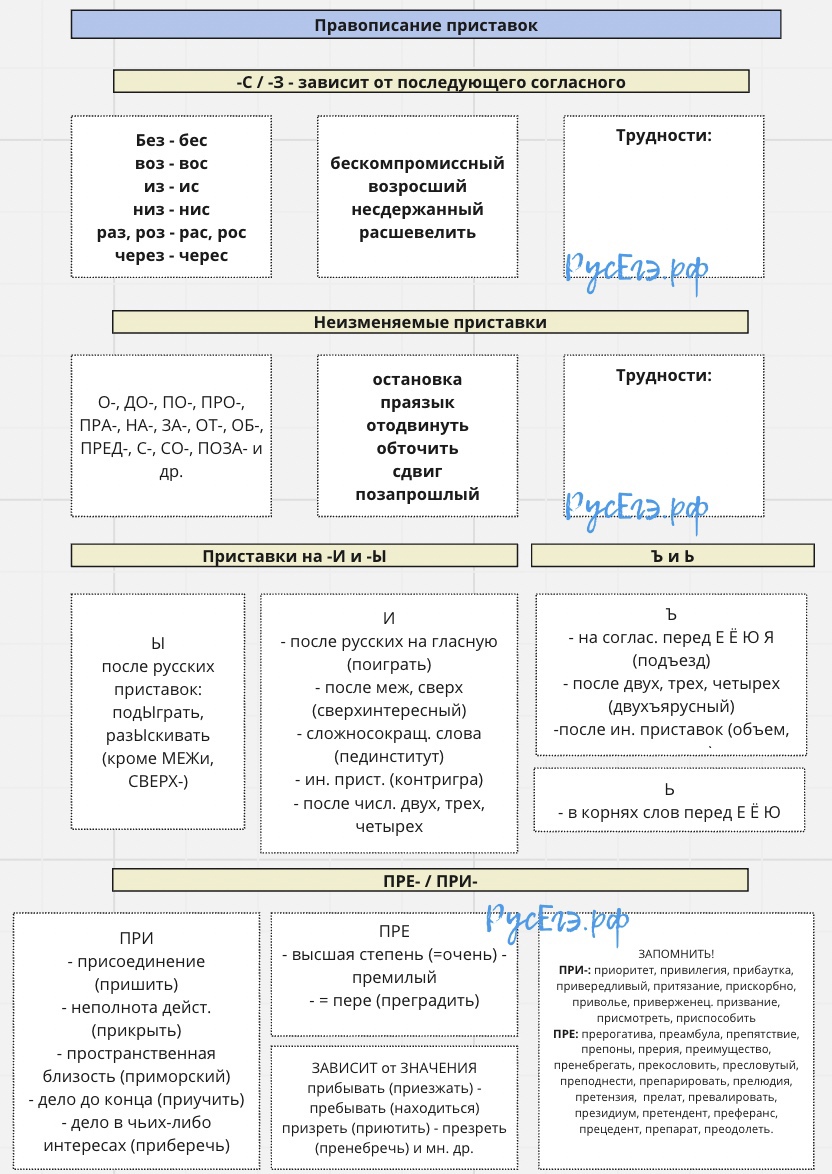 Правописание приставок
-С / -З - зависит от последующего согласного
Без - бес
воз - вос
из - ис
низ - нис
раз, роз - рас, рос
через - черес
бескомпромиссный
возросший
несдержанный
расшевелить
Трудности:
РусЕгэ.рф
Неизменяемые приставки
О-, ДО-, ПО-, ПРО-,
ПРА-, НА-, ЗА-, ОТ-, ОБ-,
ПРЕД-, С-, СО-, ПОЗА- и
др.
остановка
праязык
отодвинуть
обточить
сдвиг
позапрошлый
Трудности:
РусЕгэ.рф
Приставки на -И и -Ы
Ы
после русских
приставок:
подЫграть,
разЫскивать
(кроме МЕЖи,
СВЕРХ-)
И
- после русских на гласную
(поиграть)
- после меж, сверх
(сверхинтересный)
- сложносокращ. слова
(пединститут)
- ин. прист. (контригра)
- после числ. двух, трех,
четырех
Ъ и Ь
Ъ
- на соглас. перед Е Ё Ю Я
(подъезд)
- после двух, трех, четырех
(двухъярусный)
-после ин. приставок (объем,
Ь
- в корнях слов перед Е Ё Ю
ПРЕ- / ПРИ-
ПРИ
- присоединение
(пришить)
- неполнота дейст.
(прикрыть)
- пространственная
близость (приморский)
- дело до конца (приучить)
- дело в чьих-либо
интересах (приберечь)
ПРЕ
- высшая степень (=очень) -
премилый
- = пере (преградить)
ЗАВИСИТ от ЗНАЧЕНИЯ
прибывать (приезжать) -
пребывать (находиться)
призреть (приютить) - презреть
(пренебречь) и мн. др.
РусЕгэ.рф
ЗАПОМНИТЬ!
ПРИ-: приоритет, привилегия, прибаутка,
привередливый, притязание, прискорбно,
приволье, приверженец. призвание,
присмотреть, приспособить
ПРЕ: прерогатива, преамбула, препятствие,
препоны, прерия, преимущество,
пренебрегать, прекословить, пресловутый,
преподнести, препарировать, прелюдия,
претензия, прелат, превалировать,
президиум, претендент, преферанс,
прецедент, препарат, преодолеть.